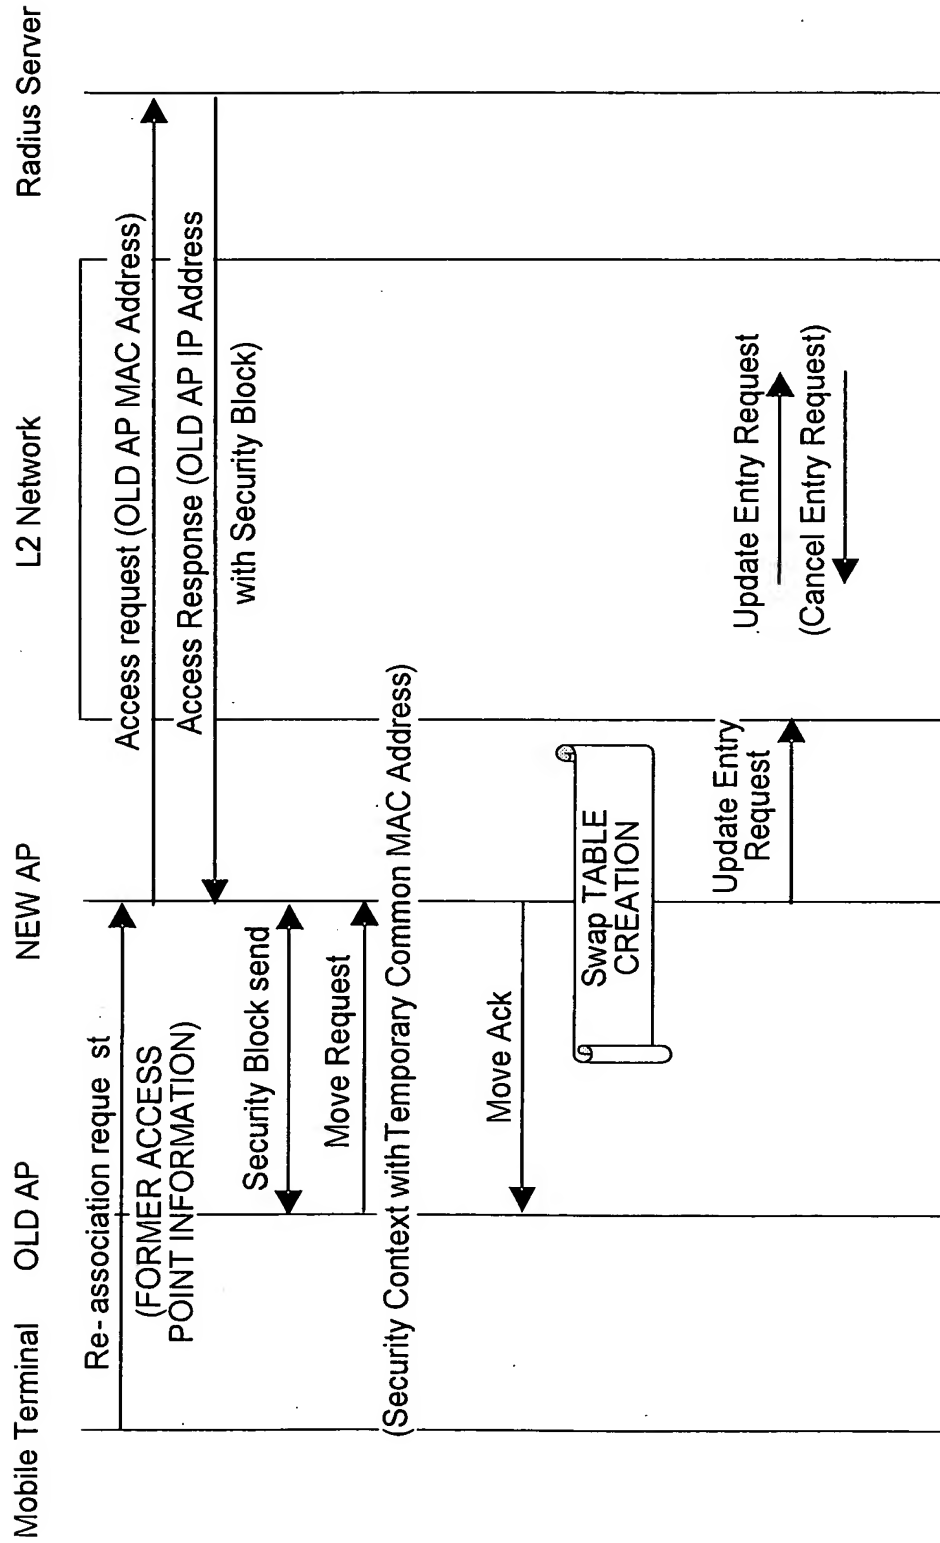 Mobile Terminal
OLD AP
NEW AP
L2 Network
Radius Server
Re- association reque st
(FORMER ACCESS
POINT INFORMATION)
Access request (OLD AP MAC Address)
Access Response (OLD AP IP Address
with Security Block)
Security Block send
Move Request
(Security Context with Temporary Common MAC Address)
Move Ack
Swap TABLE
CREATION
Update Entry
Request
Update Entry Request
(Cancel Entry Request)